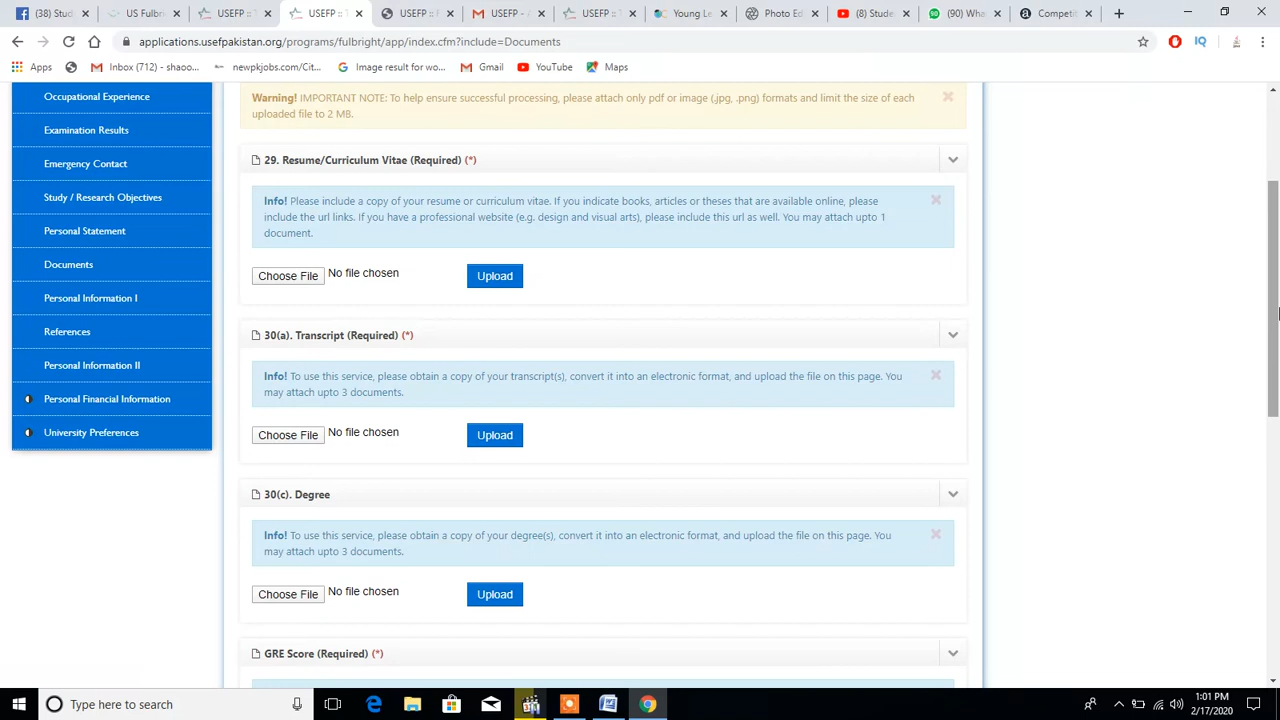 (38) Stud
US Fulbri
USEFP :: T
USEFP :: T
USEFP :: F
USEFP - A
USEFP :: T
Young Le
Photo Ed
(5) Stude
(90) Wha
Competit
applications.usefpakistan.org/programs/fulbright/app/index.cfm?include=Documents
Apps
Inbox (712) - shaoo...
newpkjobs.com/Cit...
Image result for wo...
Gmail
YouTube
Maps
Occupational Experience
Examination Results
Emergency Contact
Study / Research Objectives
Personal Statement
Documents
Personal Information I
References
Personal Information II
Personal Financial Information
University Preferences
Warning! IMPORTANT NOTE: To help ensure successful processing, please attach only pdf or image (.jpg, .png) formats and limit the size of each
uploaded file to 2 MB.
29. Resume/Curriculum Vitae (Required) (*)
Info! Please include a copy of your resume or curriculum vitae. If you indicate books, articles or theses that are available online, please
include the url links. If you have a professional website (e.g. design and visual arts), please include this url as well. You may attach upto 1
document.
Choose File No file chosen
Upload
30(a). Transcript (Required) (*)
Info! To use this service, please obtain a copy of your transcript(s), convert it into an electronic format, and upload the file on this page. You
may attach upto 3 documents.
Choose File No file chosen
Upload
30(c). Degree
Info! To use this service, please obtain a copy of your degree(s), convert it into an electronic format, and upload the file on this page. You
may attach upto 3 documents.
Choose File No file chosen
Upload
GRE Score (Required) (*)
Type here to search
1:01 PM
2/17/2020